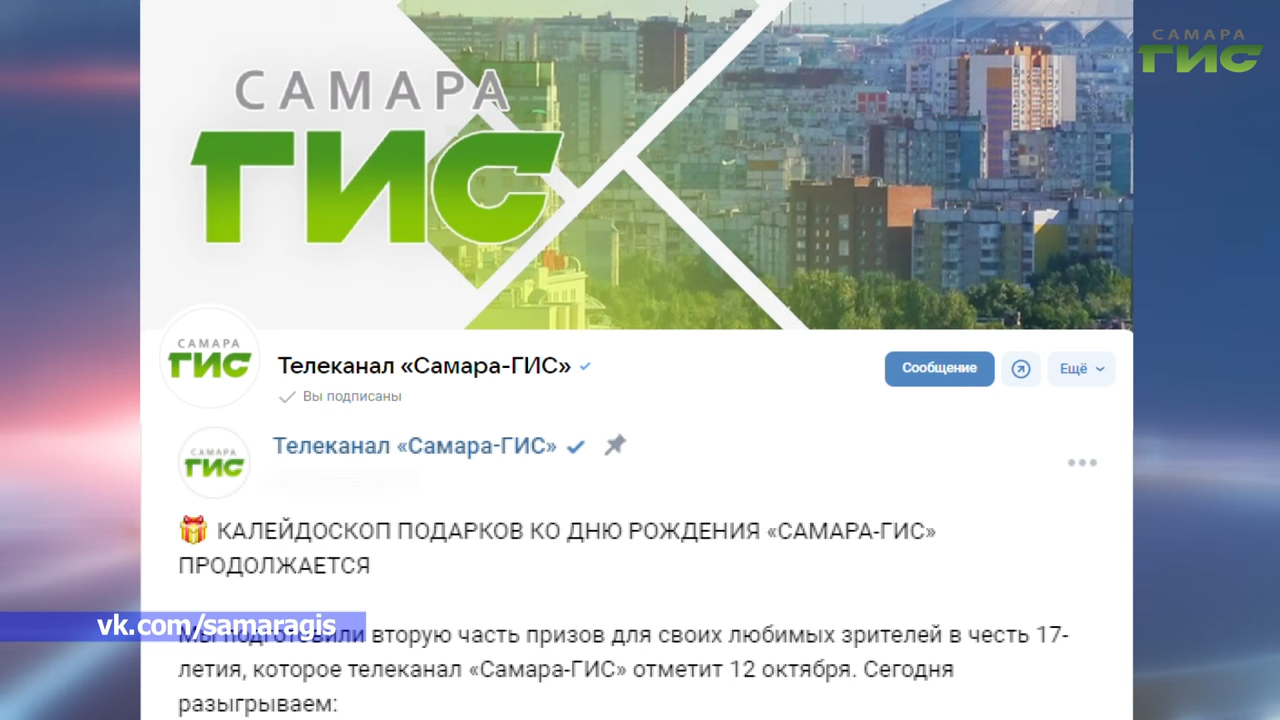 САМАРА
ГИС
САМАРА
ГИС
САМАРА
ГИС
Телеканал «Самара-ГИС»
Вы подписаны
Сообщение
Ещё
САМАРА
ГИС
Телеканал «Самара-ГИС»
КАЛЕЙДОСКОП ПОДАРКОВ КО ДНЮ РОЖДЕНИЯ «САМАРА-ГИС»
ПРОДОЛЖАЕТСЯ
vk.com/samaragis
Мы подготовили вторую часть призов для своих любимых зрителей в честь 17-
летия, которое телеканал «Самара-ГИС» отметит 12 октября. Сегодня
разыгрываем: